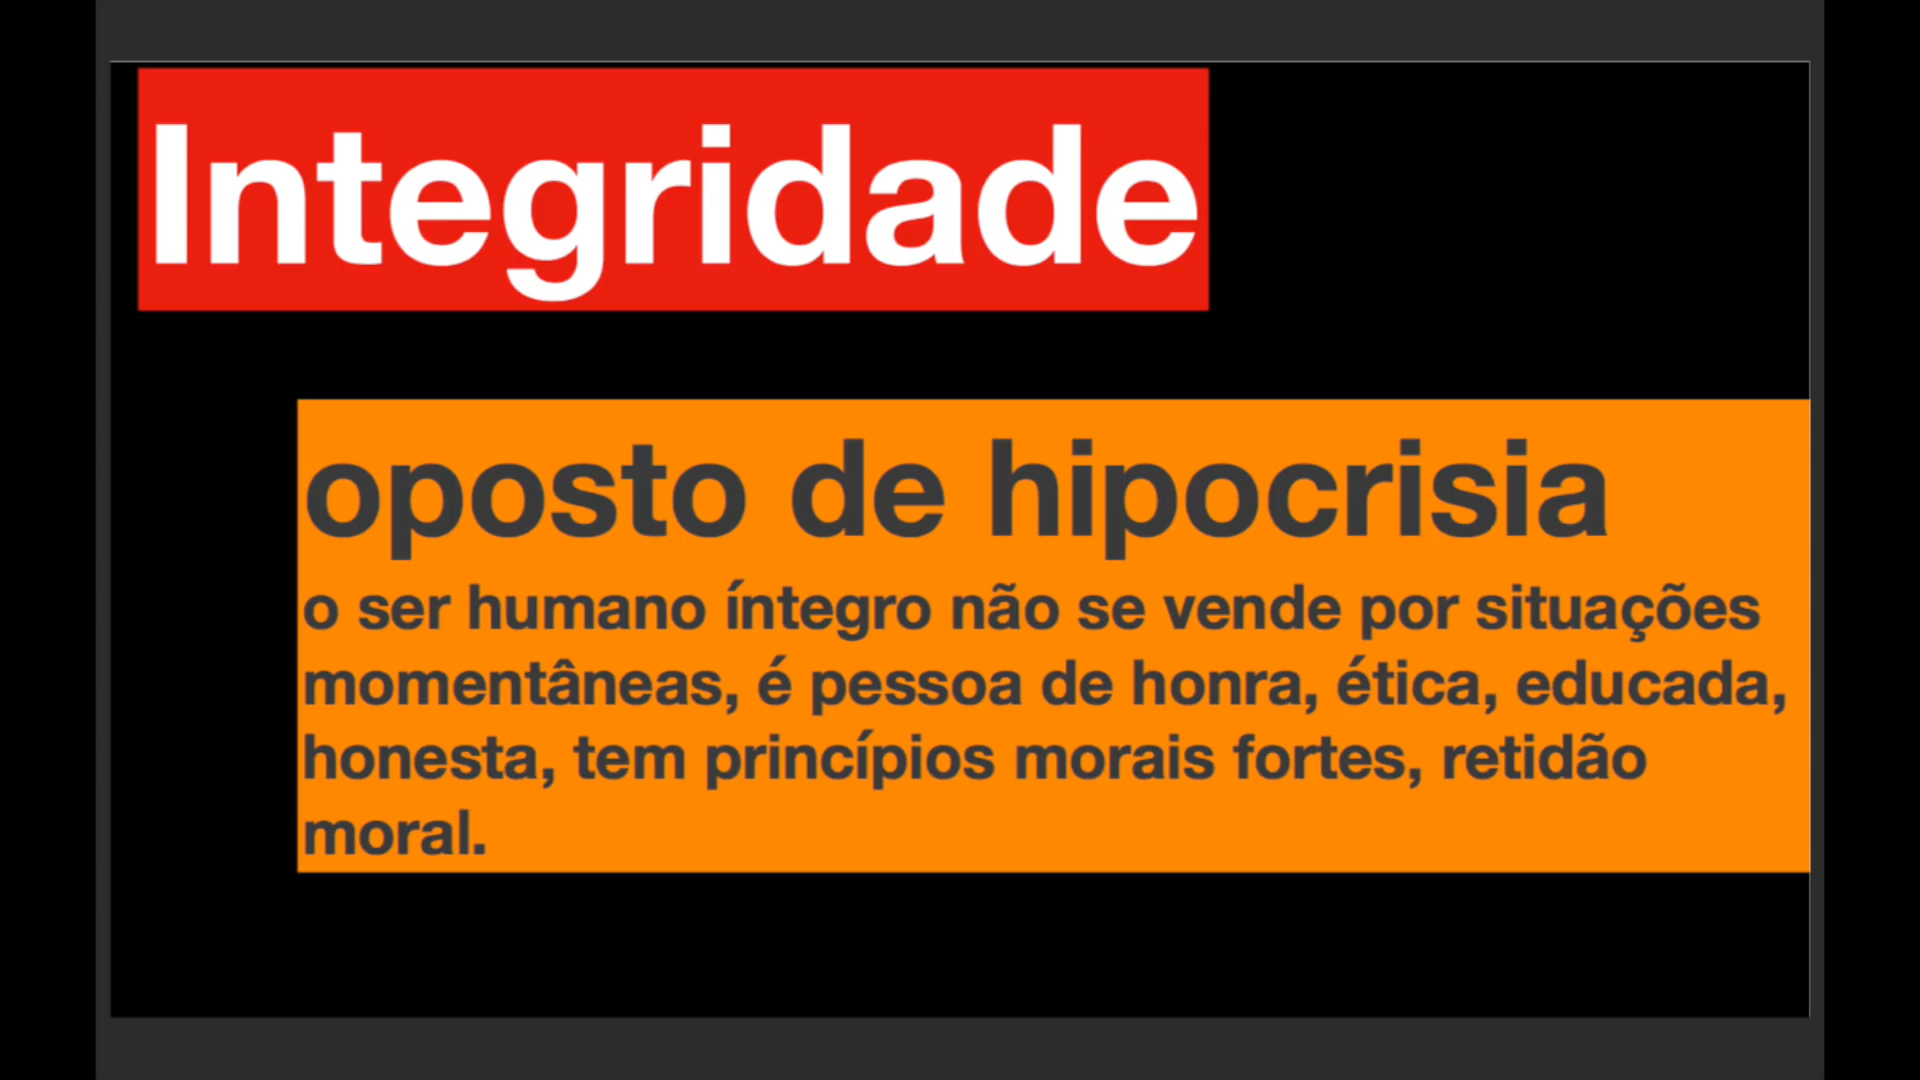 Integridade
oposto de hipocrisia
o ser humano íntegro não se vende por situações
momentâneas, é pessoa de honra, ética, educada,
honesta, tem princípios morais fortes, retidão
moral.